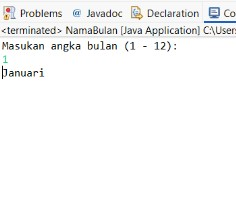 Problems @ Javadoc Declaration Co
<terminated> NamaBulan [Java Application] C:\Users
Masukan angka bulan (1 - 12):
1
Januari